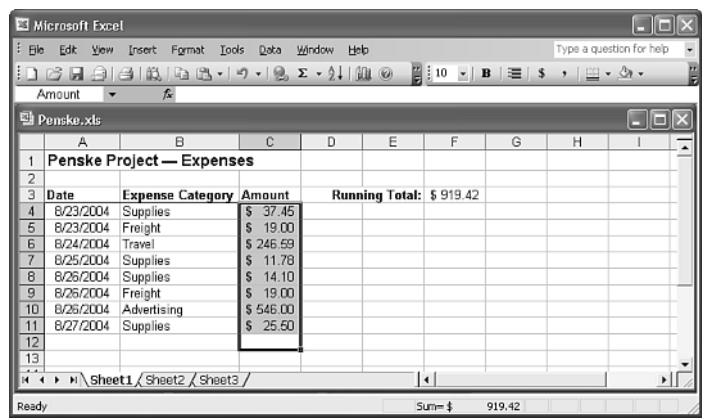 Microsoft Excel
File Edit View Insert Format Tools Data Window Help Type a question for help
10 B $ ,
Amount fx
Penske.xls
A B C D E F G H I
1 Penske Project — Expenses
2
3 Date Expense Category Amount Running Total: $ 919.42
4 8/23/2004 Supplies $ 37.45
5 8/23/2004 Freight $ 19.00
6 8/24/2004 Travel $ 246.59
7 8/25/2004 Supplies $ 11.78
8 8/26/2004 Supplies $ 14.10
9 8/26/2004 Freight $ 19.00
10 8/26/2004 Advertising $ 546.00
11 8/27/2004 Supplies $ 25.50
12
13
Sheet1 / Sheet2 / Sheet3 /
Ready Sum= $ 919.42